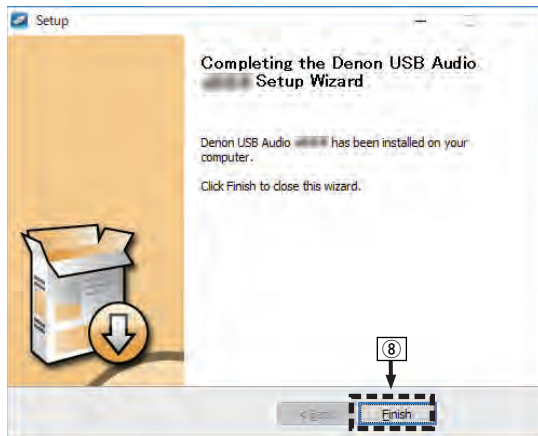 Setup
Completing the Denon USB Audio
Setup Wizard
Denon USB Audio has been installed on your
computer.
Click Finish to close this wizard.
⑧
Finish